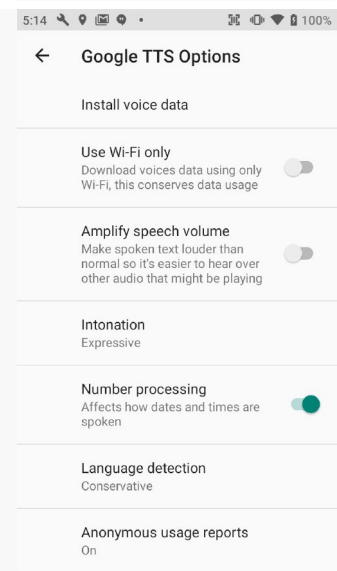 5:14 100%
Google TTS Options
Install voice data
Use Wi-Fi only
Download voices data using only
Wi-Fi, this conserves data usage
Amplify speech volume
Make spoken text louder than
normal so it's easier to hear over
other audio that might be playing
Intonation
Expressive
Number processing
Affects how dates and times are
spoken
Language detection
Conservative
Anonymous usage reports
On